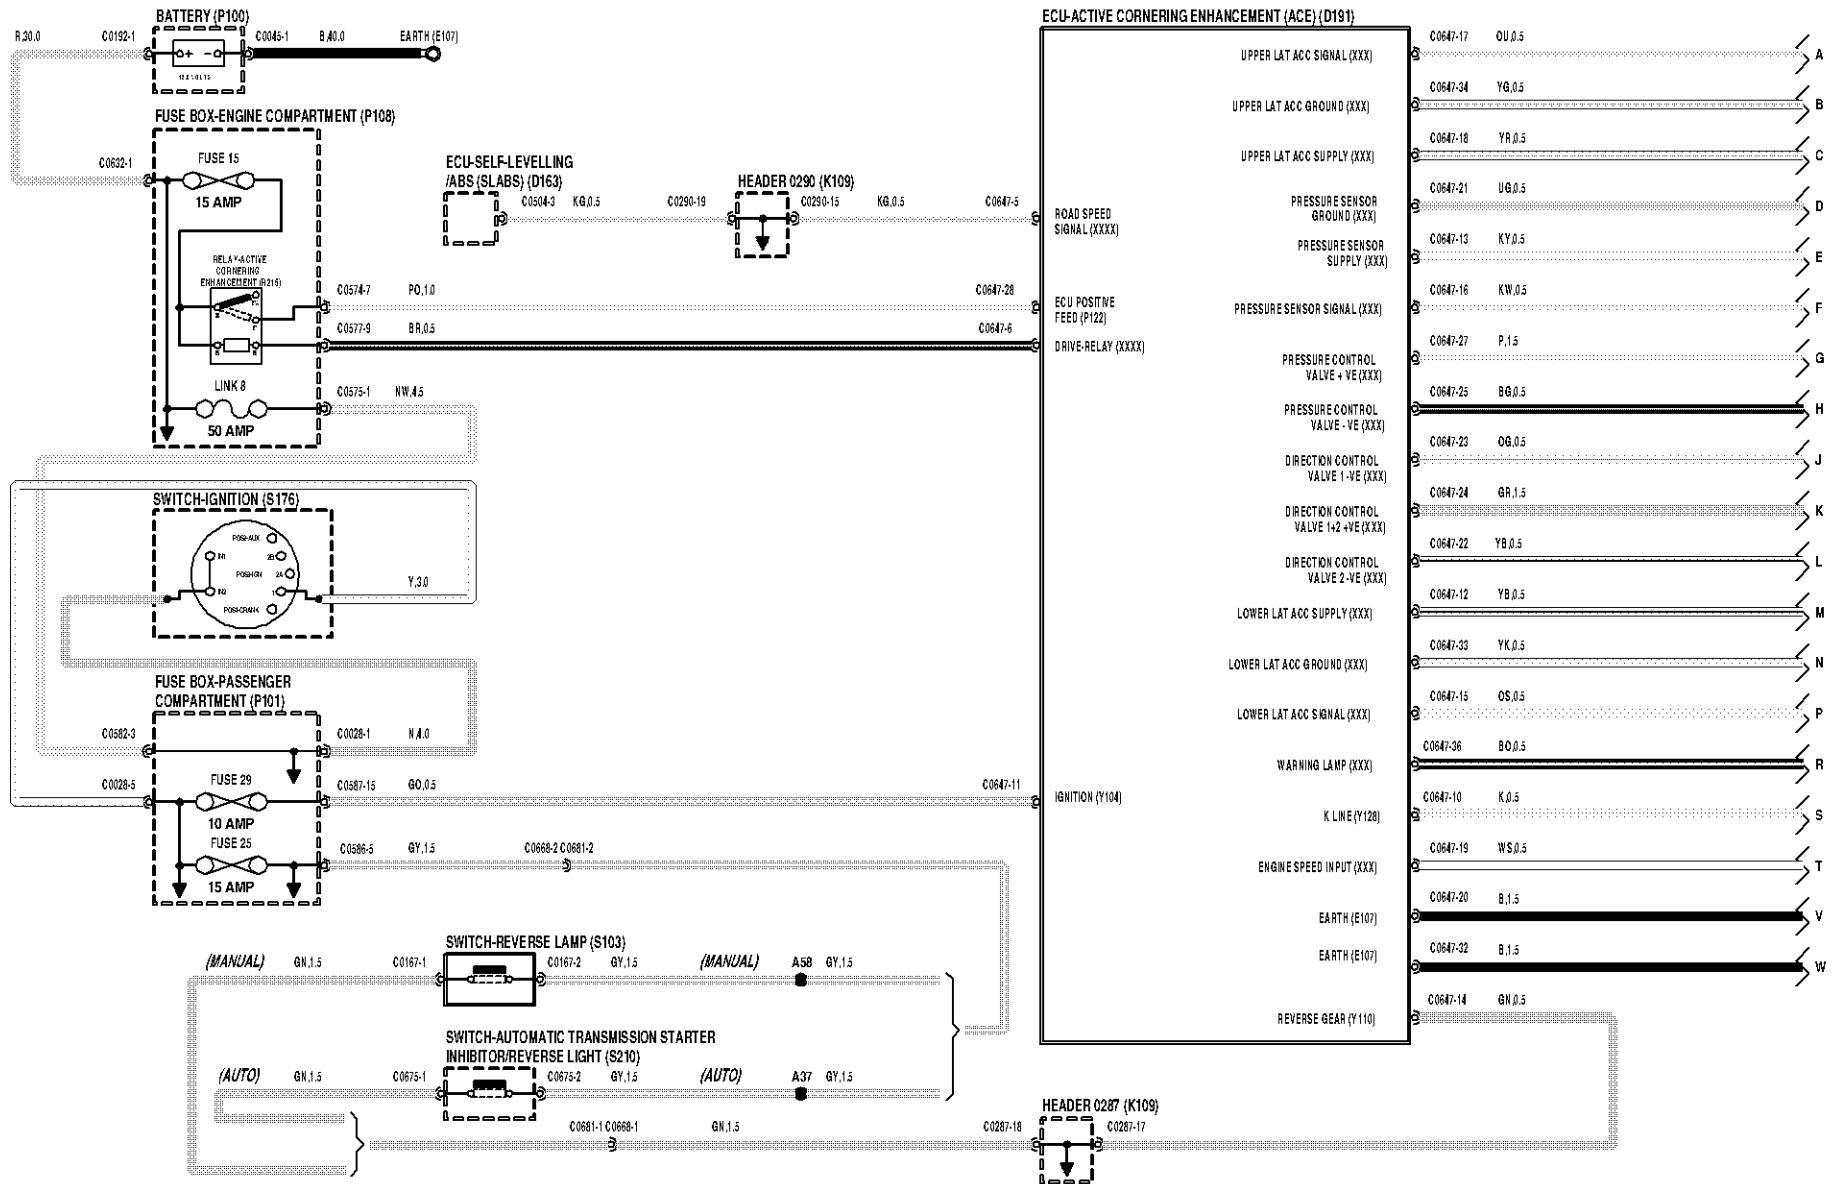 BATTERY (P100)
R,30.0
C0192-1
C0045-1
B,40.0
EARTH (E107)
FUSE BOX-ENGINE COMPARTMENT (P108)
C0632-1
FUSE 15
15 AMP
RELAY-ACTIVE
CORNERING
ENHANCEMENT (R216)
C0574-7
PO,1.0
C0647-28
C0577-9
BR,0.5
C0647-6
LINK 8
50 AMP
C0575-1
NW,4.5
ECU-SELF-LEVELLING
/ABS (SLABS) (D163)
C0504-3
KG,0.5
C0290-19
HEADER 0290 (K109)
C0290-15
KG,0.5
C0647-5
SWITCH-IGNITION (S176)
POSI-AUX
IN1
2B
POSI-IGN
2A
IN2
1
POSI-CRANK
Y,3.0
FUSE BOX-PASSENGER
COMPARTMENT (P101)
C0582-3
C0028-1
N,4.0
C0028-5
FUSE 29
10 AMP
C0587-15
GO,0.5
C0647-11
FUSE 25
15 AMP
C0586-5
GY,1.5
C0668-2 C0681-2
SWITCH-REVERSE LAMP (S103)
(MANUAL)
GN,1.5
C0167-1
C0167-2
GY,1.5
(MANUAL)
A58
GY,1.5
SWITCH-AUTOMATIC TRANSMISSION STARTER
INHIBITOR/REVERSE LIGHT (S210)
(AUTO)
GN,1.5
C0675-1
C0675-2
GY,1.5
(AUTO)
A37
GY,1.5
C0681-1 C0668-1
GN,1.5
C0287-18
HEADER 0287 (K109)
C0287-17
ECU-ACTIVE CORNERING ENHANCEMENT (ACE) (D191)
ROAD SPEED
SIGNAL (XXXX)
ECU POSITIVE
FEED (P122)
DRIVE-RELAY (XXXX)
IGNITION (Y104)
UPPER LAT ACC SIGNAL (XXX)
C0647-17
OU,0.5
A
UPPER LAT ACC GROUND (XXX)
C0647-34
YG,0.5
B
UPPER LAT ACC SUPPLY (XXX)
C0647-18
YR,0.5
C
PRESSURE SENSOR
GROUND (XXX)
C0647-21
UG,0.5
D
PRESSURE SENSOR
SUPPLY (XXX)
C0647-13
KY,0.5
E
PRESSURE SENSOR SIGNAL (XXX)
C0647-16
KW,0.5
F
PRESSURE CONTROL
VALVE + VE (XXX)
C0647-27
P,1.5
G
PRESSURE CONTROL
VALVE - VE (XXX)
C0647-25
BG,0.5
H
DIRECTION CONTROL
VALVE 1 -VE (XXX)
C0647-23
OG,0.5
J
DIRECTION CONTROL
VALVE 1+2 +VE (XXX)
C0647-24
GR,1.5
K
DIRECTION CONTROL
VALVE 2 -VE (XXX)
C0647-22
YB,0.5
L
LOWER LAT ACC SUPPLY (XXX)
C0647-12
YB,0.5
M
LOWER LAT ACC GROUND (XXX)
C0647-33
YK,0.5
N
LOWER LAT ACC SIGNAL (XXX)
C0647-15
OS,0.5
P
WARNING LAMP (XXX)
C0647-36
BO,0.5
R
K LINE (Y128)
C0647-10
K,0.5
S
ENGINE SPEED INPUT (XXX)
C0647-19
WS,0.5
T
EARTH (E107)
C0647-20
B,1.5
V
EARTH (E107)
C0647-32
B,1.5
W
REVERSE GEAR (Y110)
C0647-14
GN,0.5